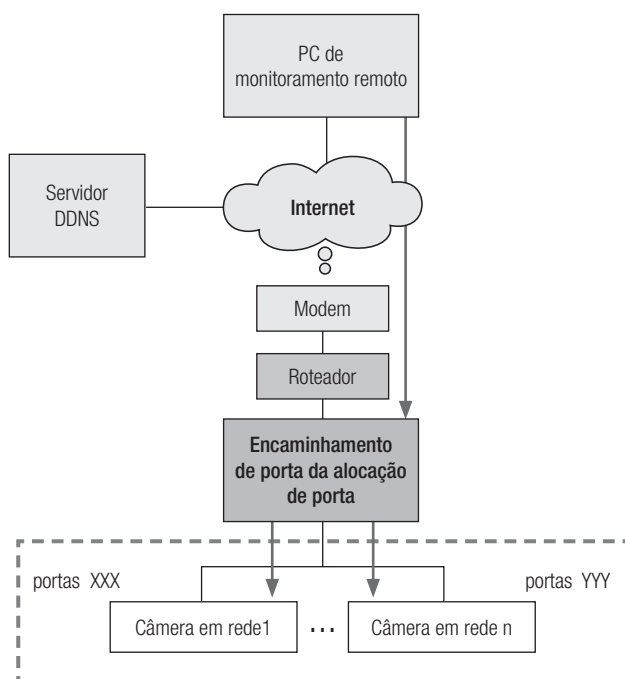 PC de
monitoramento remoto
Servidor
DDNS
Internet
Modem
Roteador
Encaminhamento
de porta da alocação
de porta
portas XXX
portas YYY
Câmera em rede1
...
Câmera em rede n